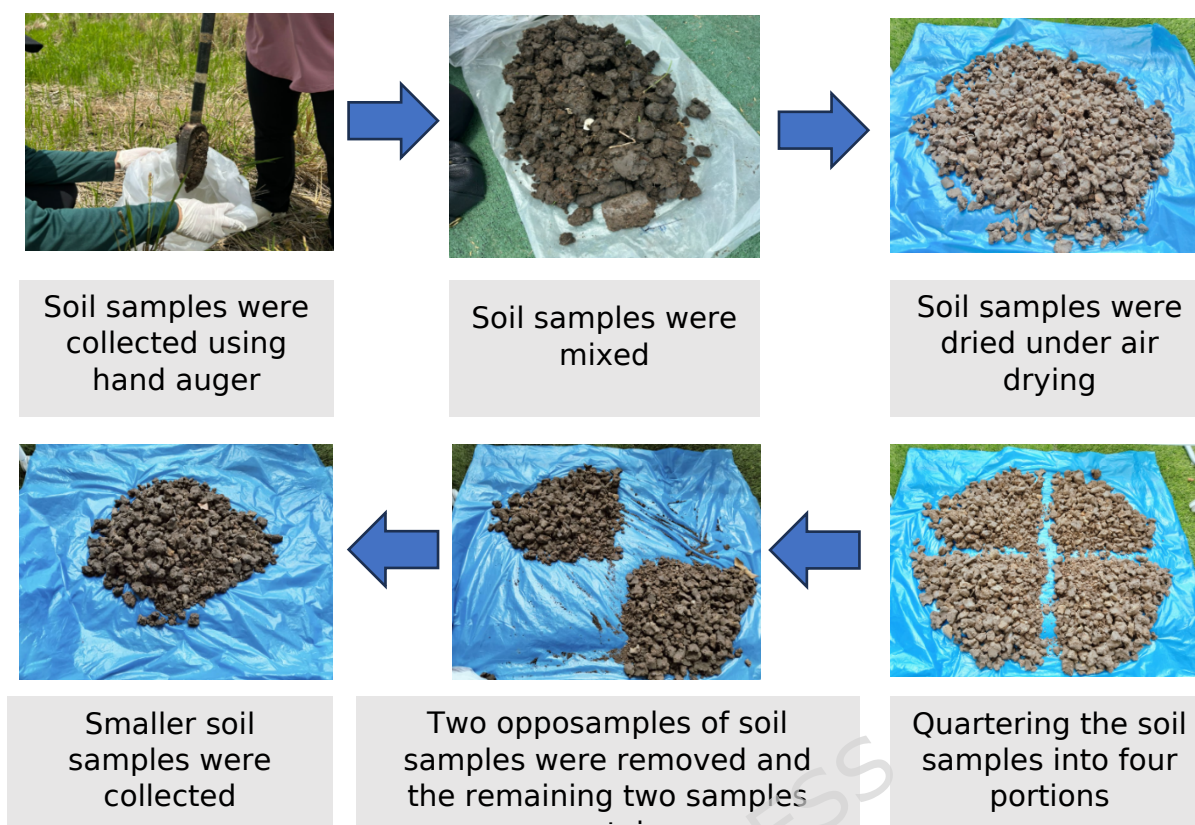 Soil samples were
collected using
hand auger
Soil samples were
mixed
Soil samples were
dried under air
drying
Smaller soil
samples were
collected
Two opposamples of soil
samples were removed and
the remaining two samples
Quartering the soil
samples into four
portions